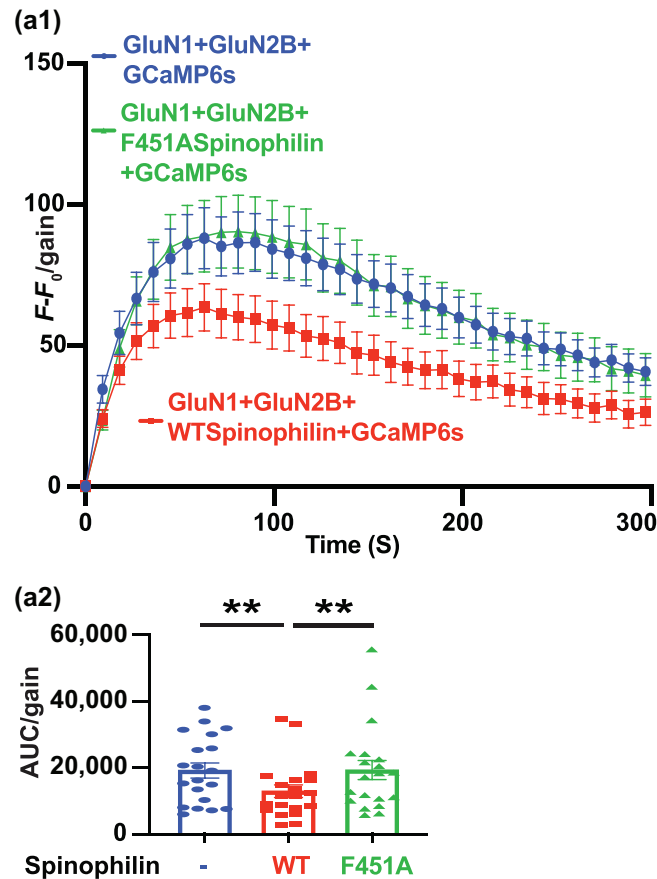 (a1)
GluN1+GluN2B+
GCaMP6s
GluN1+GluN2B+
F451ASpinophilin
+GCaMP6s
150
100
50
0
F-F0/gain
GluN1+GluN2B+
WTSpinophilin+GCaMP6s
0 100 200 300
Time (S)
(a2)
** **
60,000
40,000
20,000
0
AUC/gain
Spinophilin - WT F451A